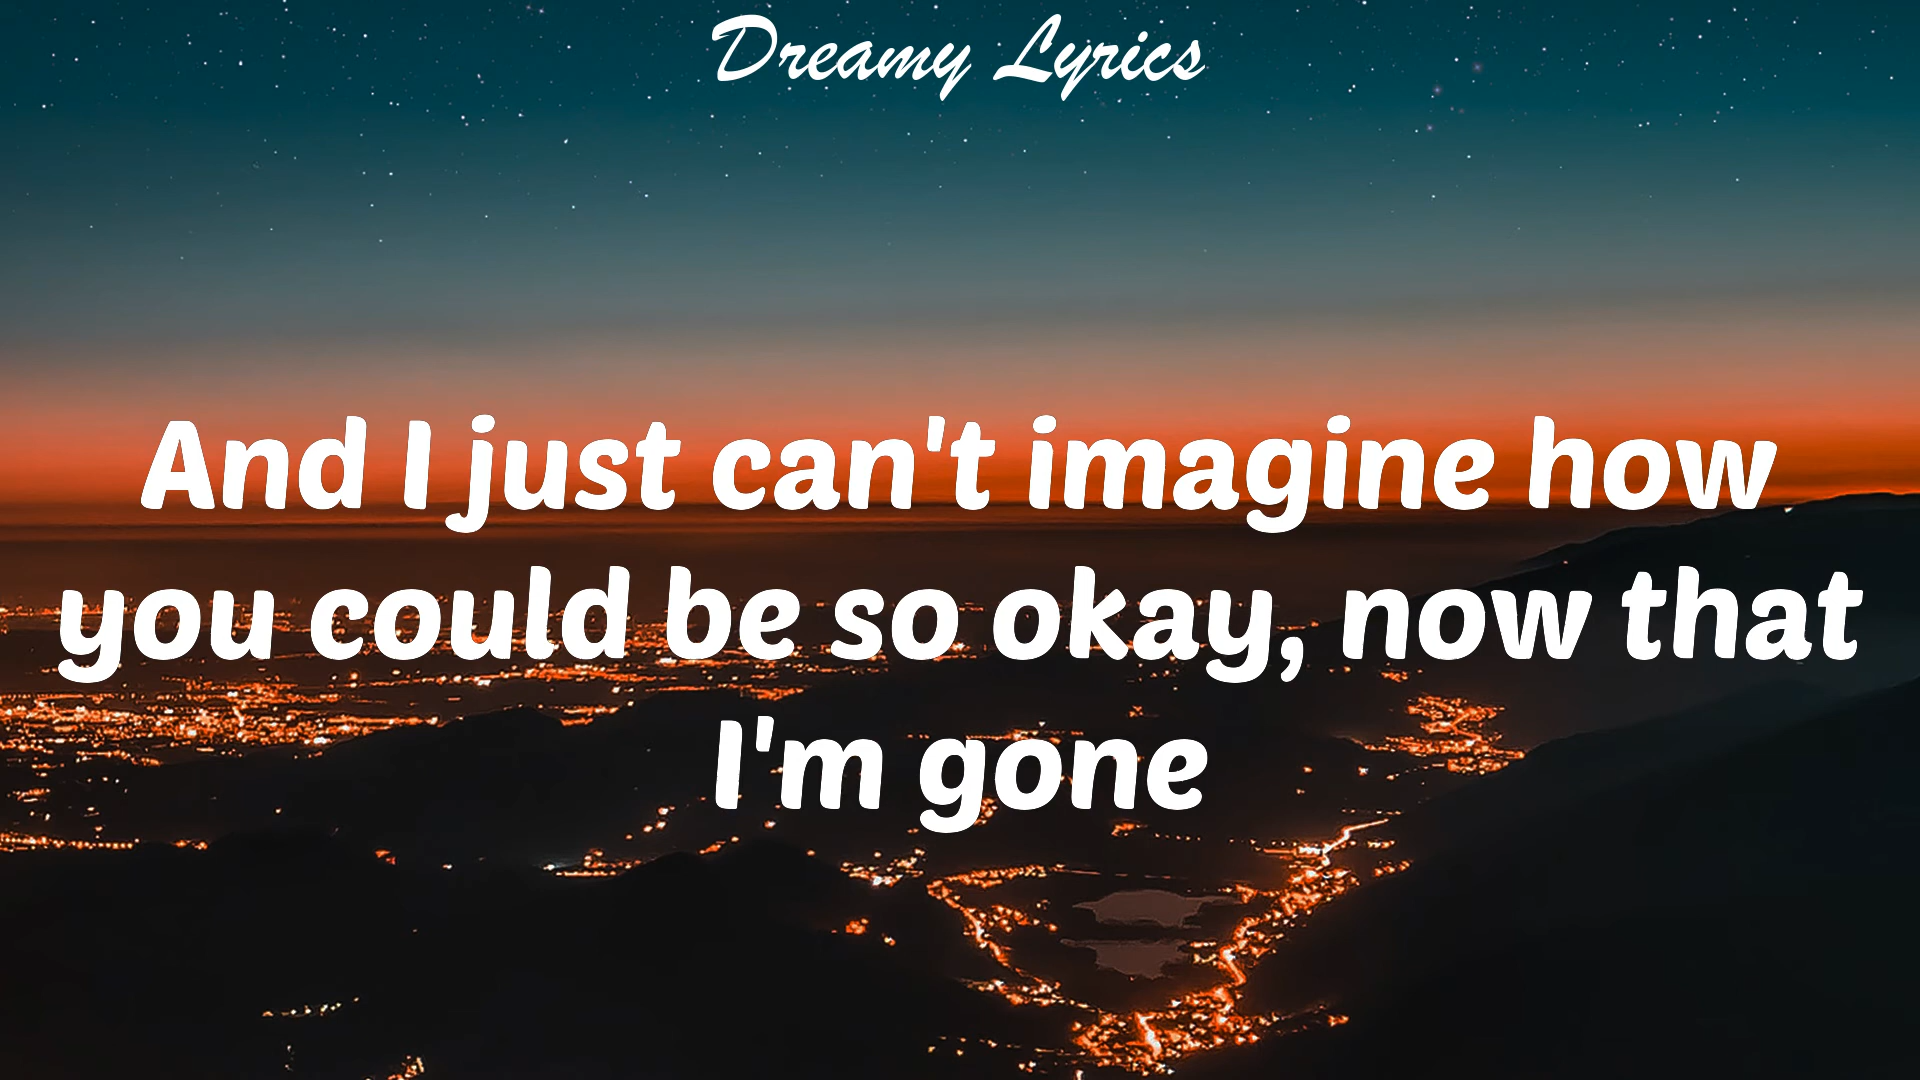 Dreamy Lyrics
And I just can't imagine how
you could be so okay, now that
I'm gone